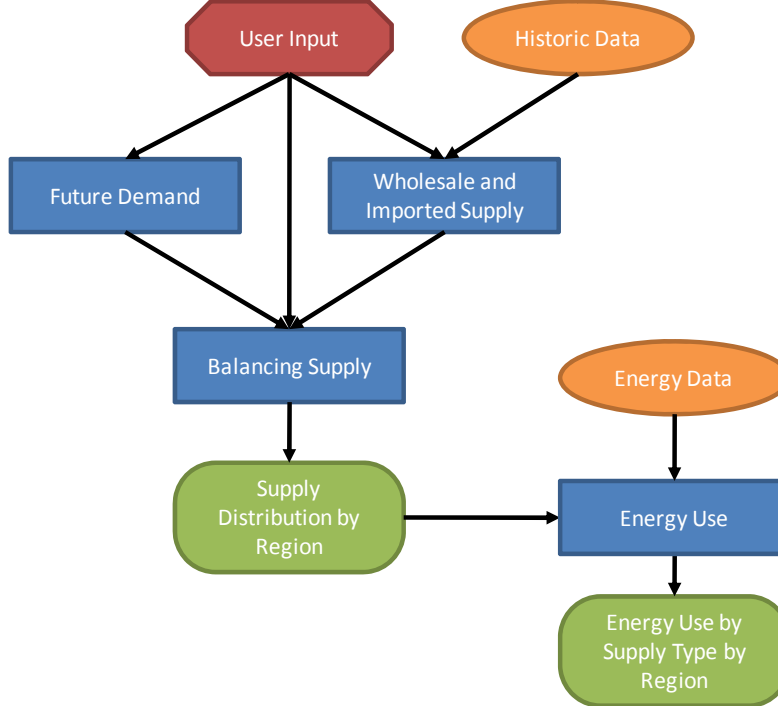 User Input
Historic Data
Future Demand
Wholesale and
Imported Supply
Balancing Supply
Energy Data
Supply
Distribution by
Region
Energy Use
Energy Use by
Supply Type by
Region